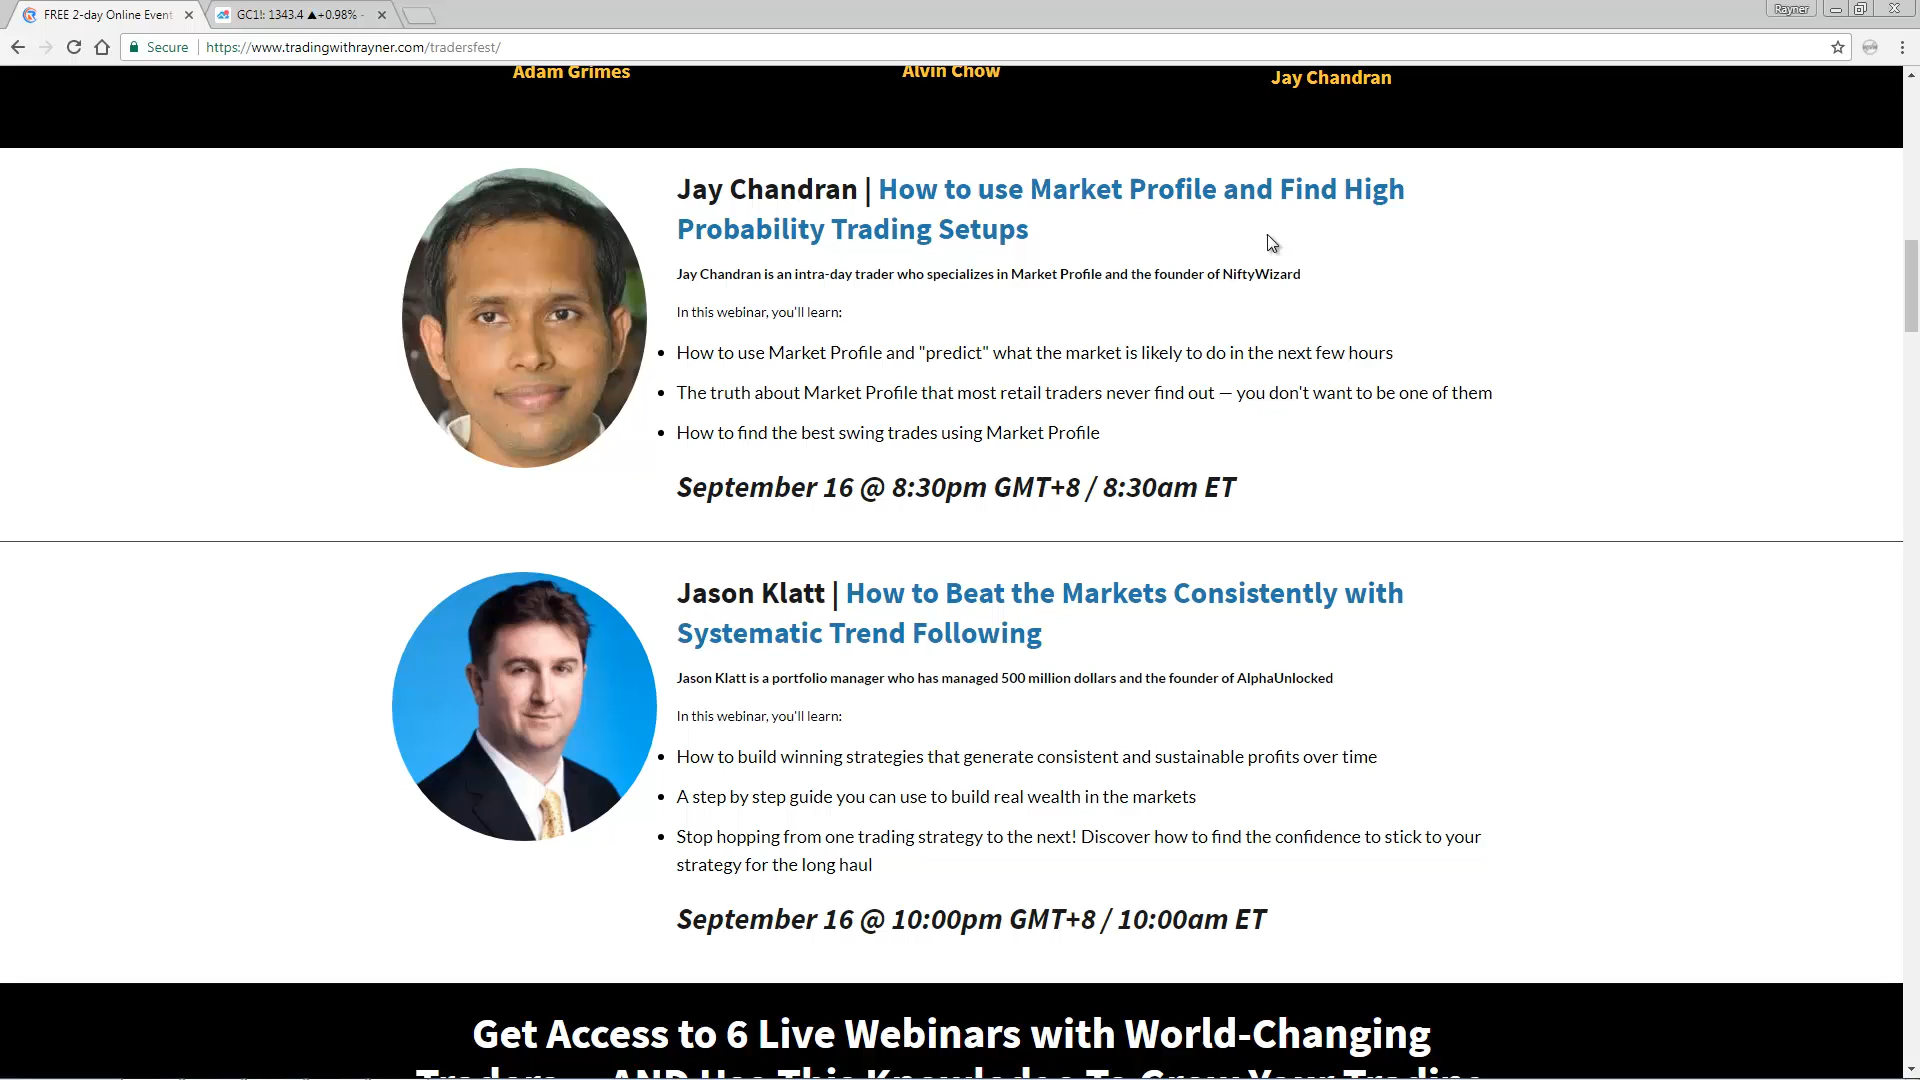 FREE 2-day Online Event
GC1!: 1343.4 ▲+0.98% -
Rayner
Secure
https://www.tradingwithrayner.com/tradersfest/
Adam Grimes
Alvin Chow
Jay Chandran
Jay Chandran | How to use Market Profile and Find High
Probability Trading Setups
Jay Chandran is an intra-day trader who specializes in Market Profile and the founder of NiftyWizard
In this webinar, you'll learn:
• How to use Market Profile and "predict" what the market is likely to do in the next few hours
• The truth about Market Profile that most retail traders never find out — you don't want to be one of them
• How to find the best swing trades using Market Profile
September 16 @ 8:30pm GMT+8 / 8:30am ET
Jason Klatt | How to Beat the Markets Consistently with
Systematic Trend Following
Jason Klatt is a portfolio manager who has managed 500 million dollars and the founder of AlphaUnlocked
In this webinar, you'll learn:
• How to build winning strategies that generate consistent and sustainable profits over time
• A step by step guide you can use to build real wealth in the markets
• Stop hopping from one trading strategy to the next! Discover how to find the confidence to stick to your
strategy for the long haul
September 16 @ 10:00pm GMT+8 / 10:00am ET
Get Access to 6 Live Webinars with World-Changing
Traders — AND Use This Knowledge To Grow Your Trading